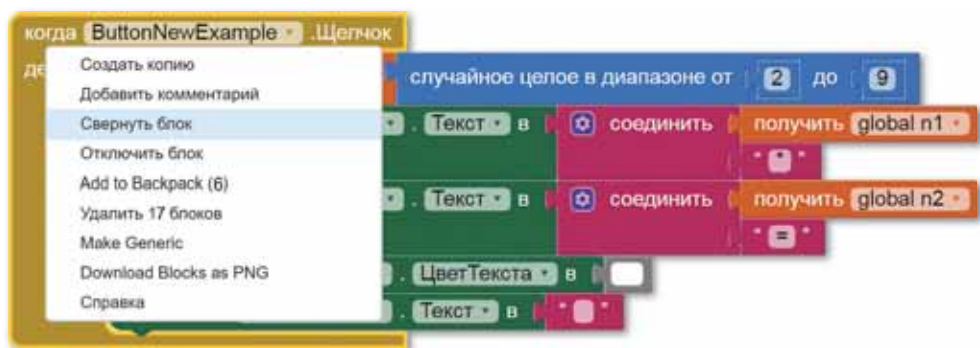 когда ButtonNewExample .Щелчок
де
Создать копию
Добавить комментарий
Свернуть блок
Отключить блок
Add to Backpack (6)
Удалить 17 блоков
Make Generic
Download Blocks as PNG
Справка
случайное целое в диапазоне от 2 до 9
. Текст в соединить получить global n1
" * "
. Текст в соединить получить global n2
" = "
. ЦветТекста в
. Текст в " "